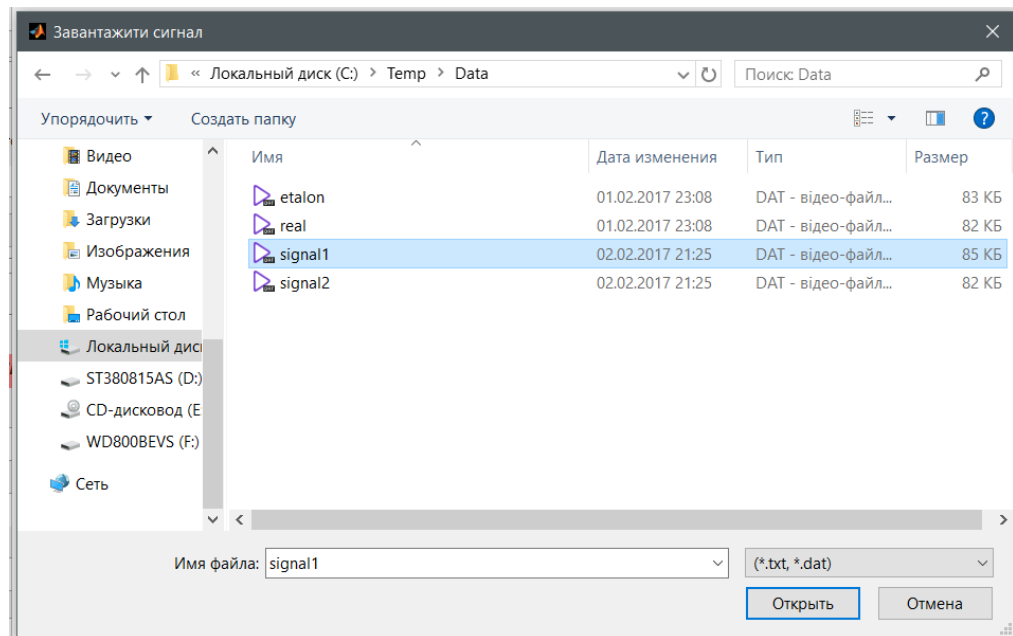 Завантажити сигнал
« Локальный диск (C:) > Temp > Data
Поиск: Data
Упорядочить
Создать папку
?
Видео
Документы
Загрузки
Изображения
Музыка
Рабочий стол
Локальный дис
ST380815AS (D:)
CD-дисковод (E
WD800BEVS (F:)
Сеть
Имя Дата изменения Тип Размер
etalon 01.02.2017 23:08 DAT - відео-файл... 83 КБ
real 01.02.2017 23:08 DAT - відео-файл... 82 КБ
signal1 02.02.2017 21:25 DAT - відео-файл... 85 КБ
signal2 02.02.2017 21:25 DAT - відео-файл... 82 КБ
Имя файла: signal1
(*.txt, *.dat)
Открыть
Отмена